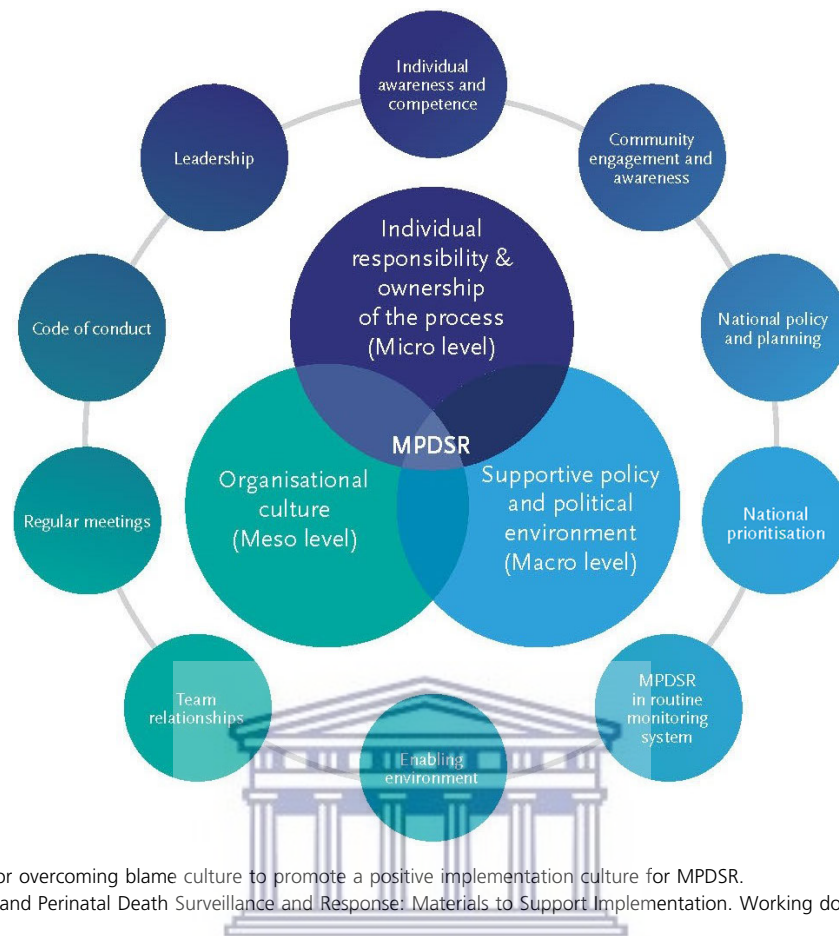 Individual
awareness and
competence
Community
engagement and
awareness
National policy
and planning
National
prioritisation
MPDSR
in routine
monitoring
system
Enabling
environment
Team
relationships
Regular meetings
Code of conduct
Leadership
Individual
responsibility &
ownership
of the process
(Micro level)
MPDSR
Organisational
culture
(Meso level)
Supportive policy
and political
environment
(Macro level)
or overcoming blame culture to promote a positive implementation culture for MPDSR.
and Perinatal Death Surveillance and Response: Materials to Support Implementation. Working do